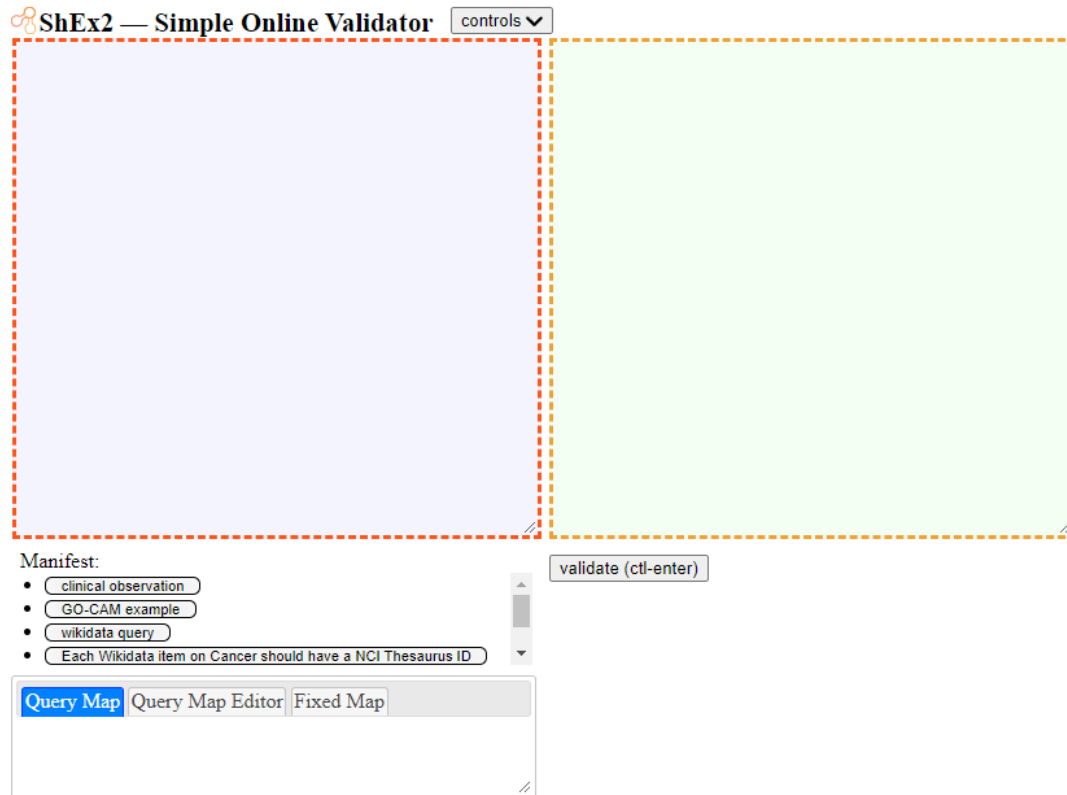 ShEx2 — Simple Online Validator controls
Manifest:
clinical observation
GO-CAM example
wikidata query
Each Wikidata item on Cancer should have a NCI Thesaurus ID
validate (ctl-enter)
Query Map Query Map Editor Fixed Map